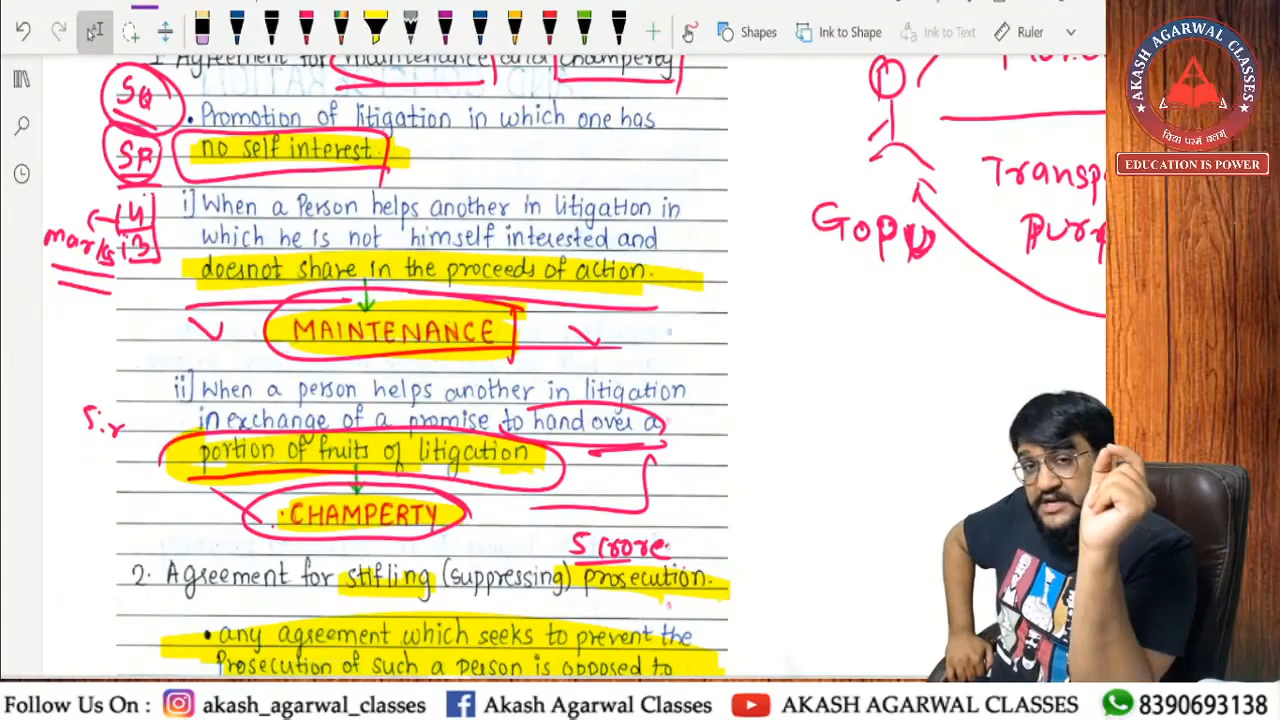 Shapes
Ink to Shape
Ink to Text
Ruler
1 Agreement for maintenance and champerty
SQ
• Promotion of litigation in which one has
SP
no self interest.
4
i] When a Person helps another in litigation in
marks
3
which he is not himself interested and
doesnot share in the proceeds of action.
MAINTENANCE
ii] When a person helps another in litigation
in exchange of a promise to hand over a
portion of fruits of litigation
CHAMPERTY
5 crore
2. Agreement for stifling (suppressing) prosecution.
• any agreement which seeks to prevent the
Prosecution of such a person is opposed to
Gopu
Transp
Purp
AKASH AGARWAL CLASSES
विद्या परमं बलम्
EDUCATION IS POWER
Follow Us On : akash_agarwal_classes Akash Agarwal Classes AKASH AGARWAL CLASSES 8390693138